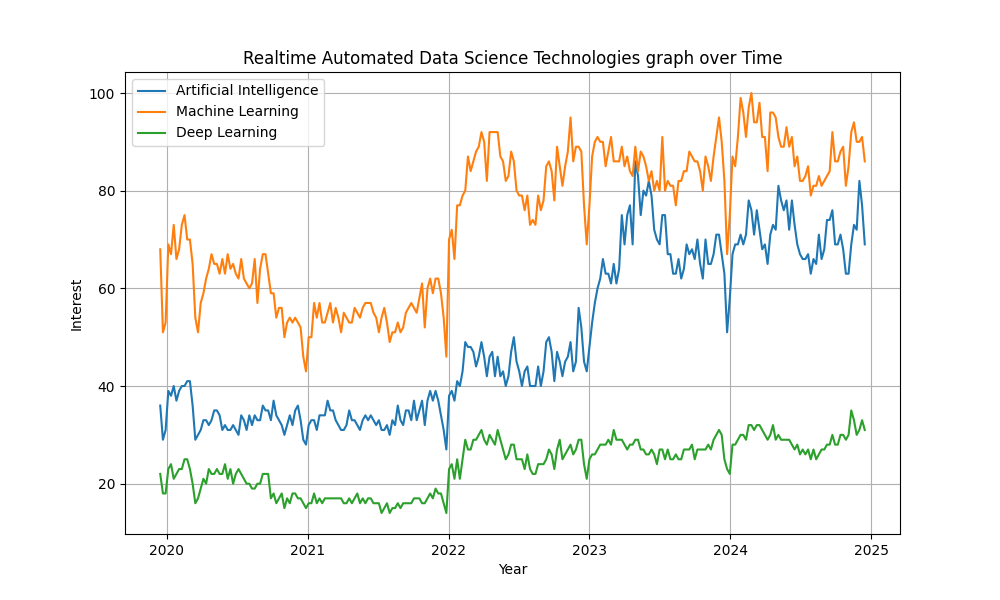 Realtime Automated Data Science Technologies graph over Time
Artificial Intelligence
Machine Learning
Deep Learning
100
80
60
40
20
Interest
2020 2021 2022 2023 2024 2025
Year